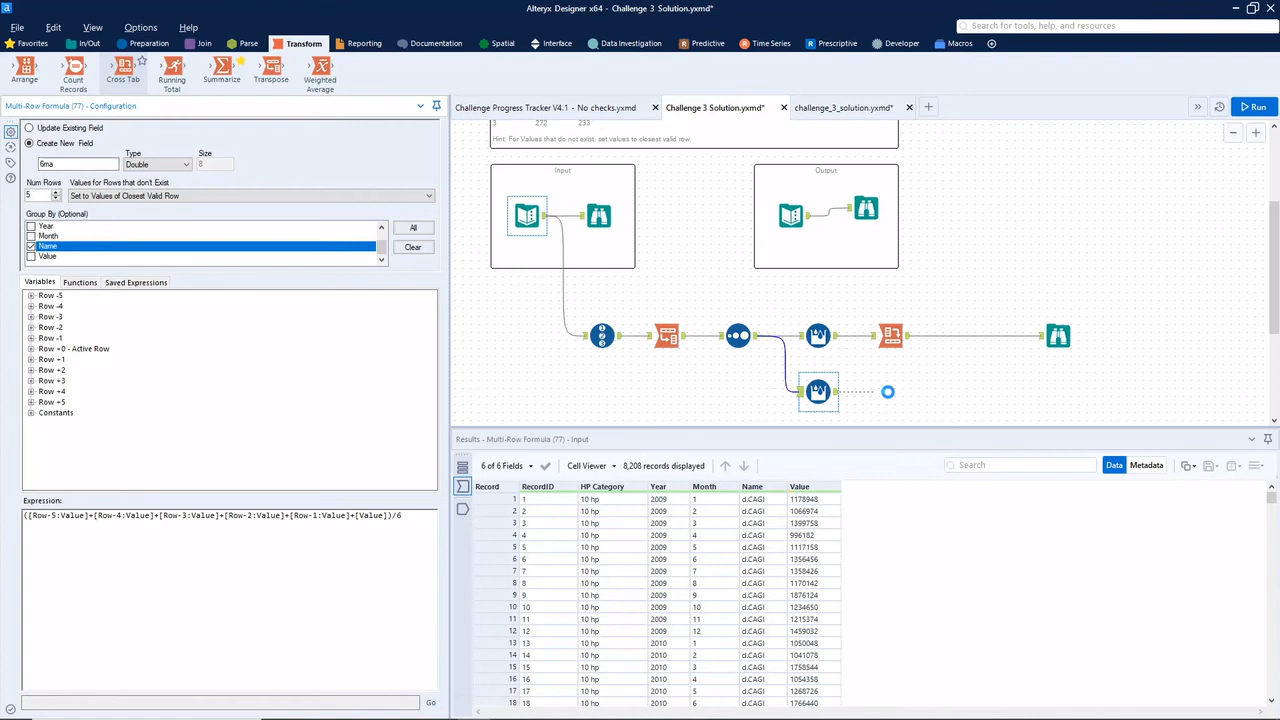 Alteryx Designer x64 - Challenge 3 Solution.yxmd*
File Edit View Options Help
Search for tools, help, and resources
Favorites In/Out Preparation Join Parse Transform Reporting Documentation Spatial Interface Data Investigation Predictive Time Series Prescriptive Developer Macros
Arrange Count Records Cross Tab Running Total Summarize Transpose Weighted Average
Multi-Row Formula (77) - Configuration
Challenge Progress Tracker V4.1 - No checks.yxmd Challenge 3 Solution.yxmd* challenge_3_solution.yxmd* Run
Update Existing Field
Create New Field
Type Size
6ma Double 8
Num Rows Values for Rows that don't Exist
5 Set to Values of Closest Valid Row
Group By (Optional)
Year All
Month
Name Clear
Value
Variables Functions Saved Expressions
Row -5
Row -4
Row -3
Row -2
Row -1
Row +0 - Active Row
Row +1
Row +2
Row +3
Row +4
Row +5
Constants
Expression:
([Row-5:Value]+[Row-4:Value]+[Row-3:Value]+[Row-2:Value]+[Row-1:Value]+[Value])/6
Go
3 272 233
Hint: For Values that do not exist, set values to closest valid row.
Input Output
Results - Multi-Row Formula (77) - Input
6 of 6 Fields Cell Viewer 8,208 records displayed Search Data Metadata
Record RecordID HP Category Year Month Name Value
1 1 10 hp 2009 1 d.CAGI 1178948
2 2 10 hp 2009 2 d.CAGI 1066974
3 3 10 hp 2009 3 d.CAGI 1399758
4 4 10 hp 2009 4 d.CAGI 996182
5 5 10 hp 2009 5 d.CAGI 1117158
6 6 10 hp 2009 6 d.CAGI 1356456
7 7 10 hp 2009 7 d.CAGI 1358426
8 8 10 hp 2009 8 d.CAGI 1170142
9 9 10 hp 2009 9 d.CAGI 1876124
10 10 10 hp 2009 10 d.CAGI 1234650
11 11 10 hp 2009 11 d.CAGI 1215374
12 12 10 hp 2009 12 d.CAGI 1459032
13 13 10 hp 2010 1 d.CAGI 1050048
14 14 10 hp 2010 2 d.CAGI 1041078
15 15 10 hp 2010 3 d.CAGI 1758544
16 16 10 hp 2010 4 d.CAGI 1054358
17 17 10 hp 2010 5 d.CAGI 1268726
18 18 10 hp 2010 6 d.CAGI 1766440